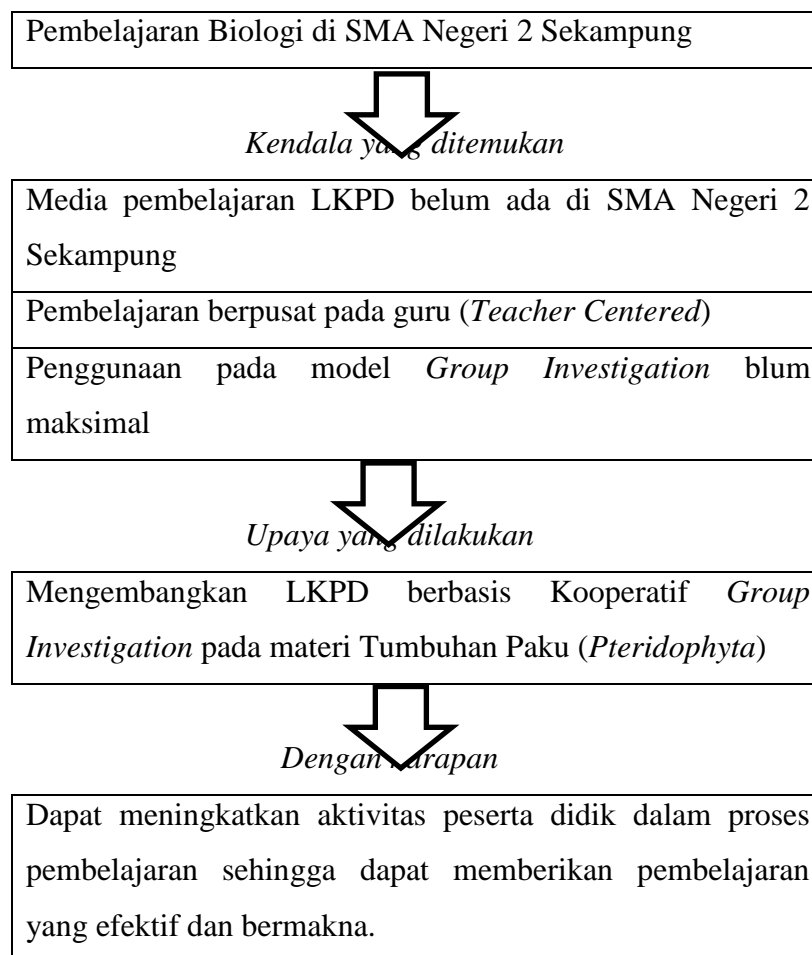 Pembelajaran Biologi di SMA Negeri 2 Sekampung
Kendala yang ditemukan
Media pembelajaran LKPD belum ada di SMA Negeri 2
Sekampung
Pembelajaran berpusat pada guru (Teacher Centered)
Penggunaan pada model Group Investigation blum
maksimal
Upaya yang dilakukan
Mengembangkan LKPD berbasis Kooperatif Group
Investigation pada materi Tumbuhan Paku (Pteridophyta)
Dengan harapan
Dapat meningkatkan aktivitas peserta didik dalam proses
pembelajaran sehingga dapat memberikan pembelajaran
yang efektif dan bermakna.